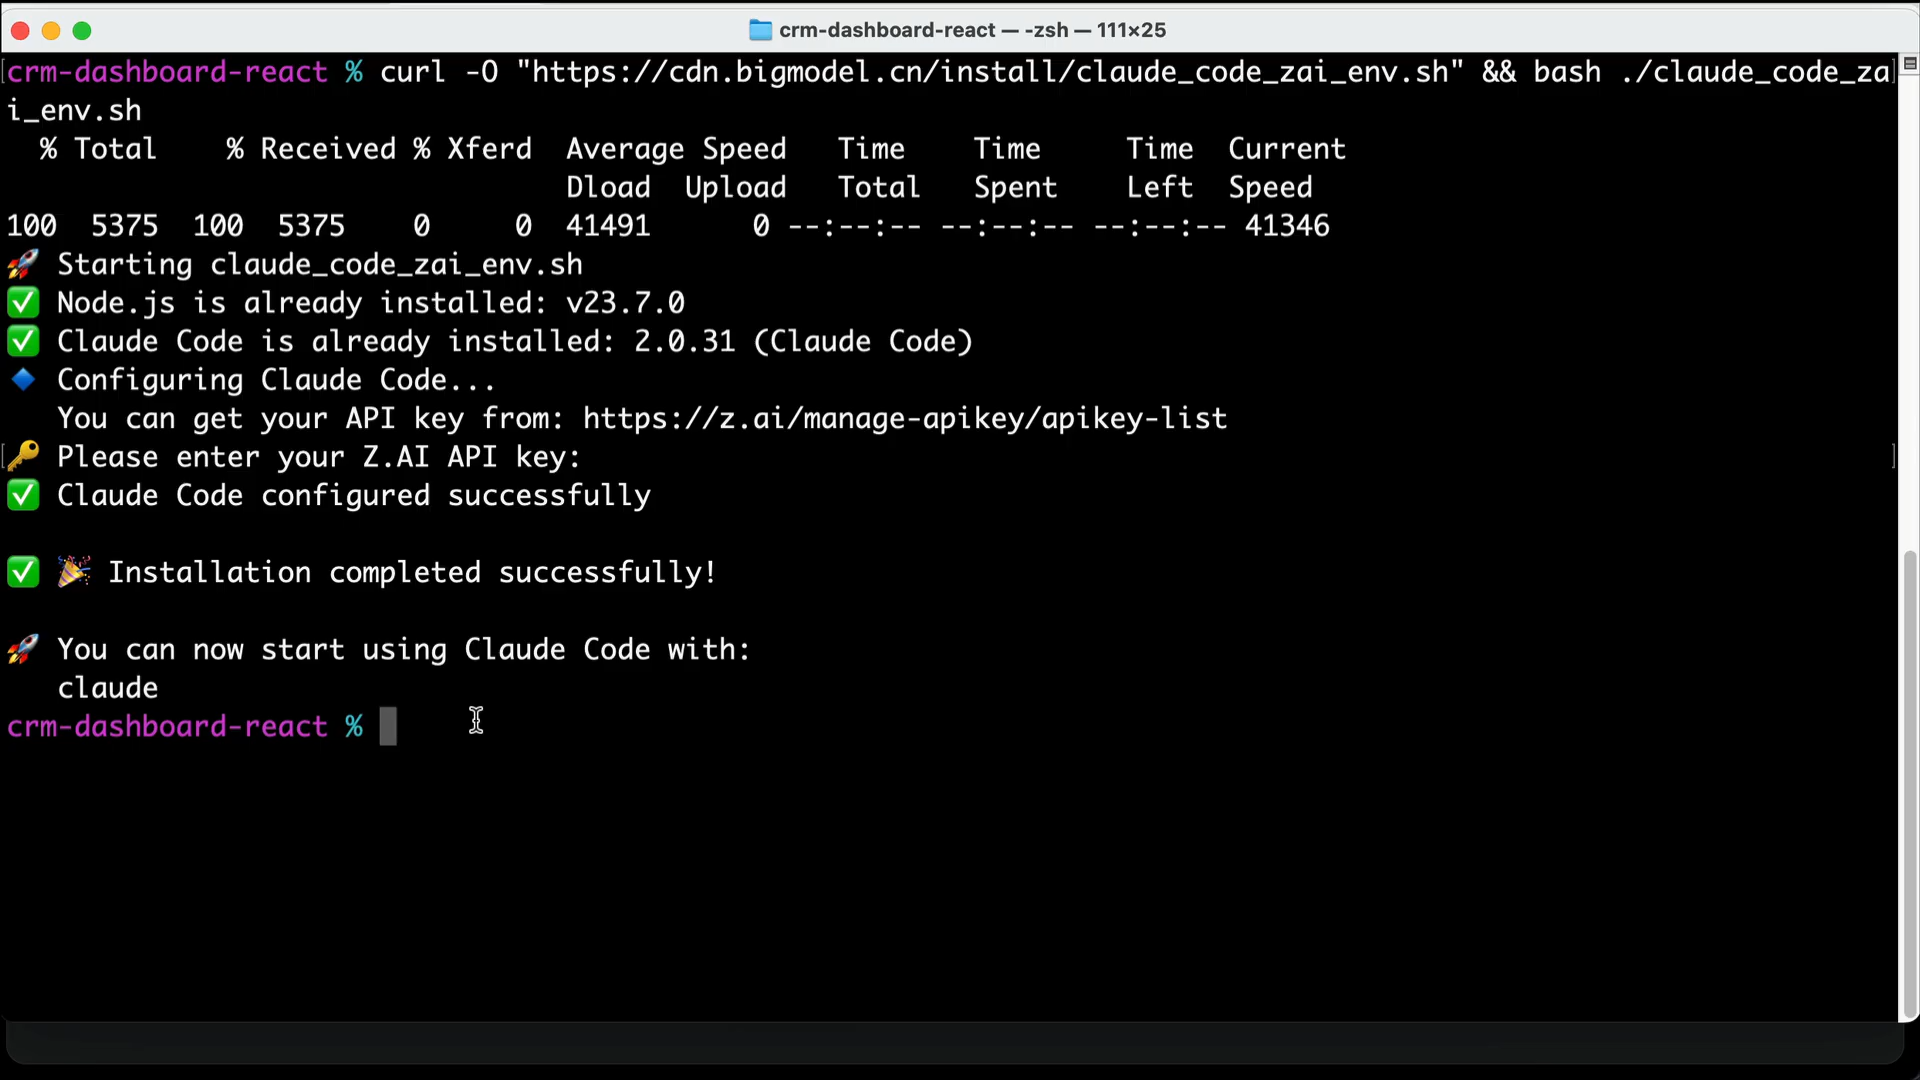 crm-dashboard-react — -zsh — 111×25
crm-dashboard-react % curl -O "https://cdn.bigmodel.cn/install/claude_code_zai_env.sh" && bash ./claude_code_za
i_env.sh
% Total % Received % Xferd Average Speed Time Time Time Current
Dload Upload Total Spent Left Speed
100 5375 100 5375 0 0 41491 0 --:--:-- --:--:-- --:--:-- 41346
🚀 Starting claude_code_zai_env.sh
✅ Node.js is already installed: v23.7.0
✅ Claude Code is already installed: 2.0.31 (Claude Code)
🔹 Configuring Claude Code...
You can get your API key from: https://z.ai/manage-apikey/apikey-list
🔑 Please enter your Z.AI API key:
✅ Claude Code configured successfully
✅ 🎉 Installation completed successfully!
🚀 You can now start using Claude Code with:
claude
crm-dashboard-react %